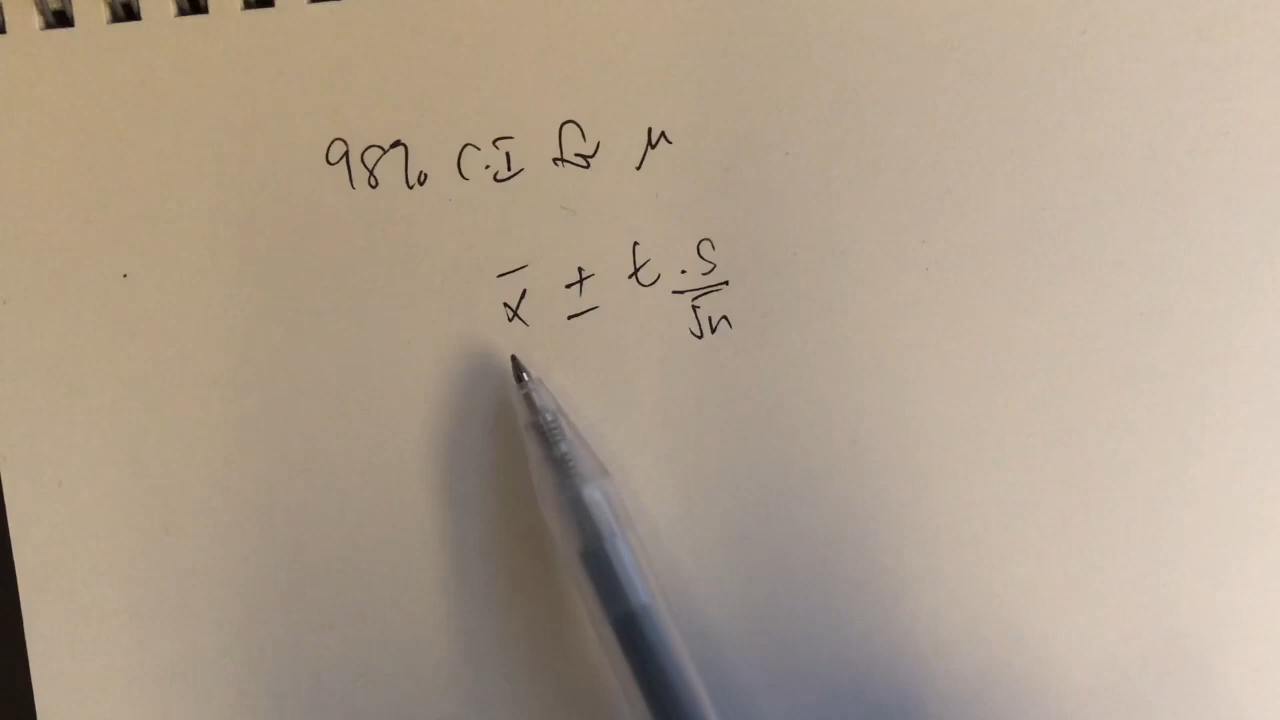 98% C.I for μ
x̄ ± t · s/√n